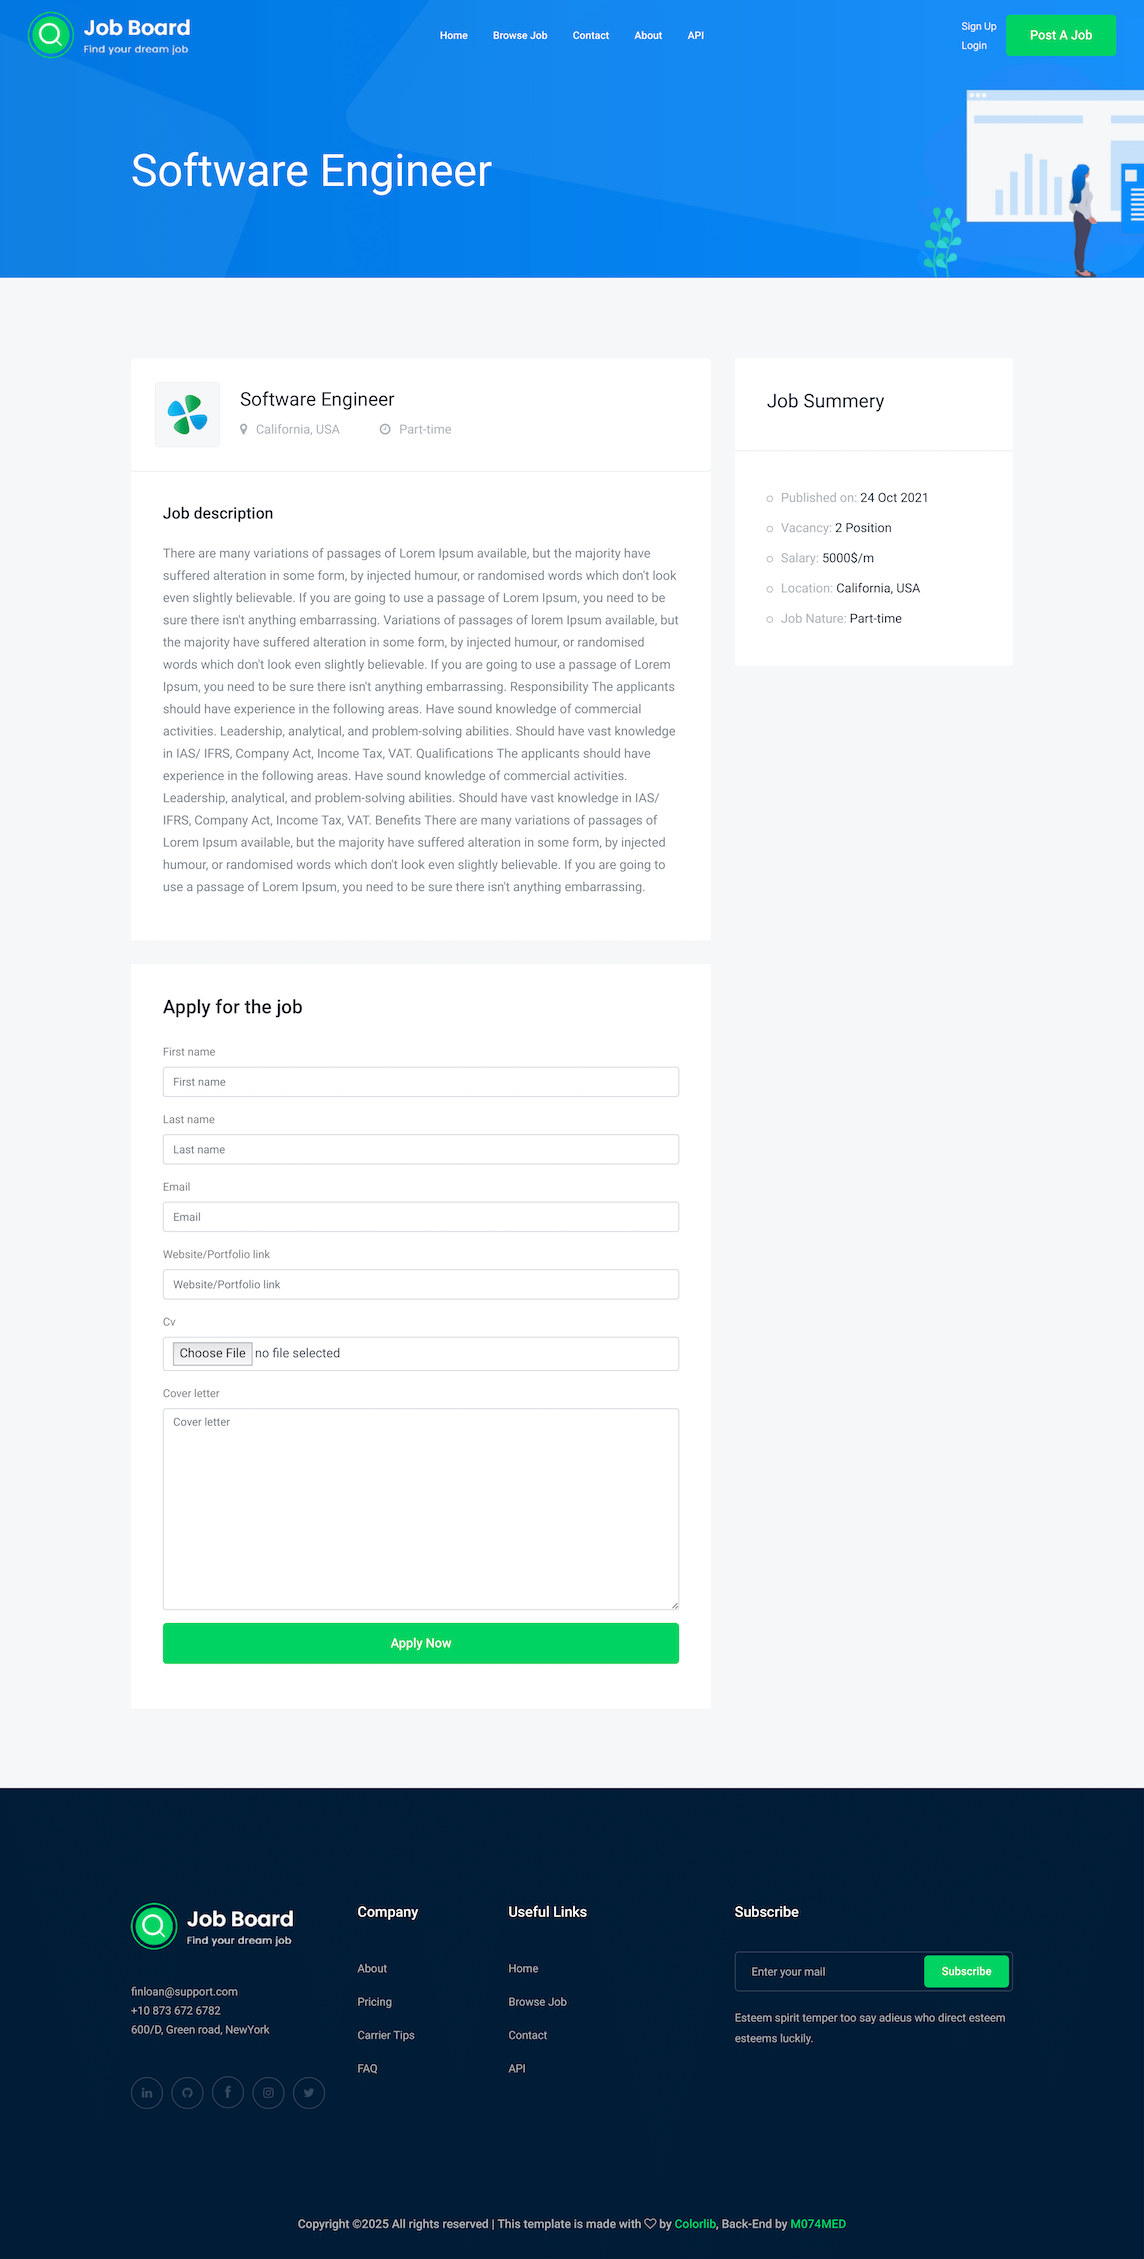 Job Board
Find your dream job
Home
Browse Job
Contact
About
API
Sign Up
Login
Post A Job
Software Engineer
Software Engineer
California, USA
Part-time
Job description
There are many variations of passages of Lorem Ipsum available, but the majority have
suffered alteration in some form, by injected humour, or randomised words which don't look
even slightly believable. If you are going to use a passage of Lorem Ipsum, you need to be
sure there isn't anything embarrassing. Variations of passages of lorem Ipsum available, but
the majority have suffered alteration in some form, by injected humour, or randomised
words which don't look even slightly believable. If you are going to use a passage of Lorem
Ipsum, you need to be sure there isn't anything embarrassing. Responsibility The applicants
should have experience in the following areas. Have sound knowledge of commercial
activities. Leadership, analytical, and problem-solving abilities. Should have vast knowledge
in IAS/ IFRS, Company Act, Income Tax, VAT. Qualifications The applicants should have
experience in the following areas. Have sound knowledge of commercial activities.
Leadership, analytical, and problem-solving abilities. Should have vast knowledge in IAS/
IFRS, Company Act, Income Tax, VAT. Benefits There are many variations of passages of
Lorem Ipsum available, but the majority have suffered alteration in some form, by injected
humour, or randomised words which don't look even slightly believable. If you are going to
use a passage of Lorem Ipsum, you need to be sure there isn't anything embarrassing.
Job Summery
Published on: 24 Oct 2021
Vacancy: 2 Position
Salary: 5000$/m
Location: California, USA
Job Nature: Part-time
Apply for the job
First name
First name
Last name
Last name
Email
Email
Website/Portfolio link
Website/Portfolio link
Cv
Choose File no file selected
Cover letter
Cover letter
Apply Now
Job Board
Find your dream job
finloan@support.com
+10 873 672 6782
600/D, Green road, NewYork
Company
About
Pricing
Carrier Tips
FAQ
Useful Links
Home
Browse Job
Contact
API
Subscribe
Enter your mail
Subscribe
Esteem spirit temper too say adieus who direct esteem
esteems luckily.
Copyright ©2025 All rights reserved | This template is made with ♡ by Colorlib, Back-End by M074MED